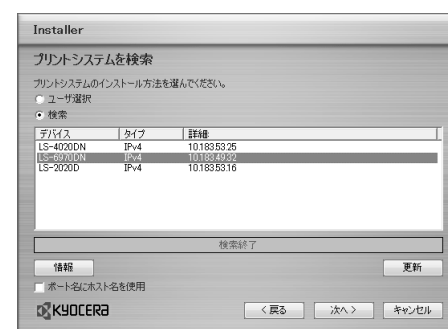 Installer
プリントシステムを検索
プリントシステムのインストール方法を選んでください。
ユーザ選択
検索
デバイス タイプ 詳細
LS-4020DN IPv4 10.183.53.25
LS-6970DN IPv4 10.183.49.32
LS-2020D IPv4 10.183.53.16
検索終了
情報 更新
ポート名にホスト名を使用
KYOCERA < 戻る 次へ > キャンセル